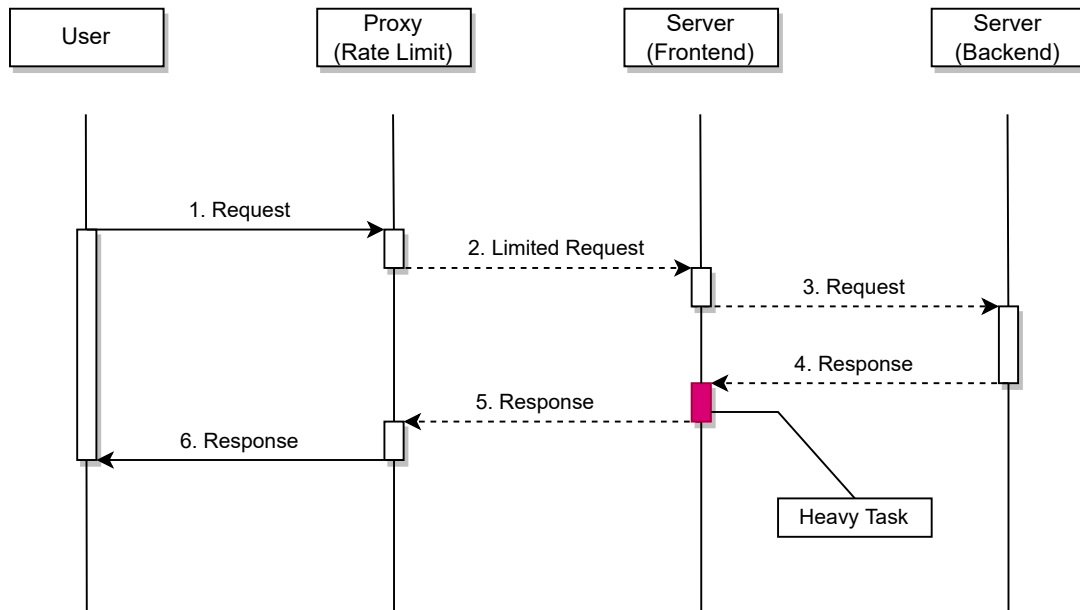 User
Proxy
(Rate Limit)
Server
(Frontend)
Server
(Backend)
1. Request
2. Limited Request
3. Request
4. Response
5. Response
6. Response
Heavy Task